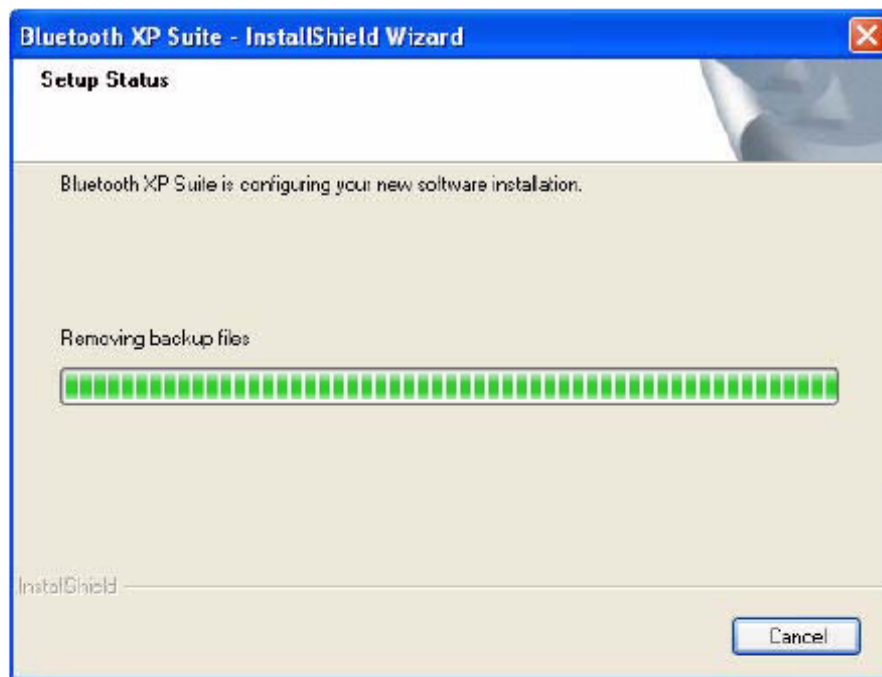 Bluetooth XP Suite - InstallShield Wizard
Setup Status
Bluetooth XP Suite is configuring your new software installation.
Removing backup files
InstallShield
Cancel